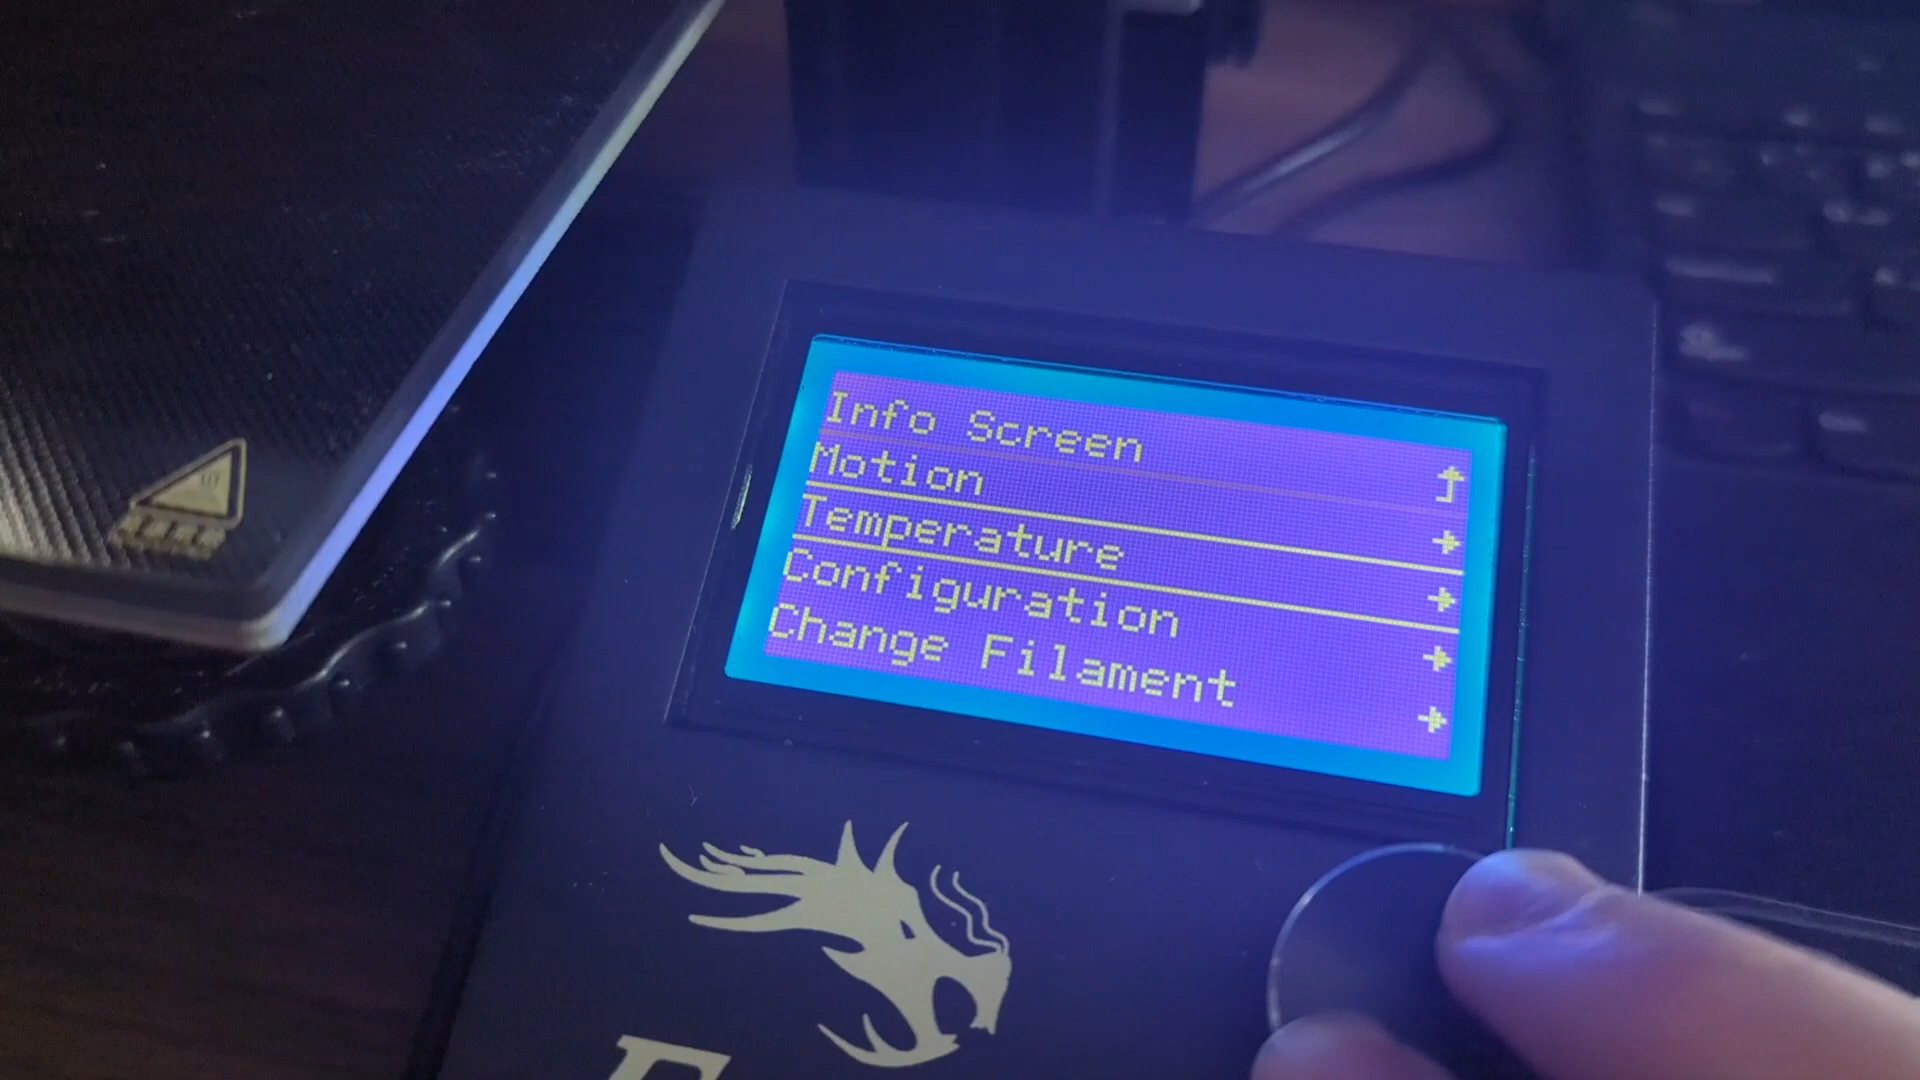 Info Screen
Motion
Temperature
Configuration
Change Filament